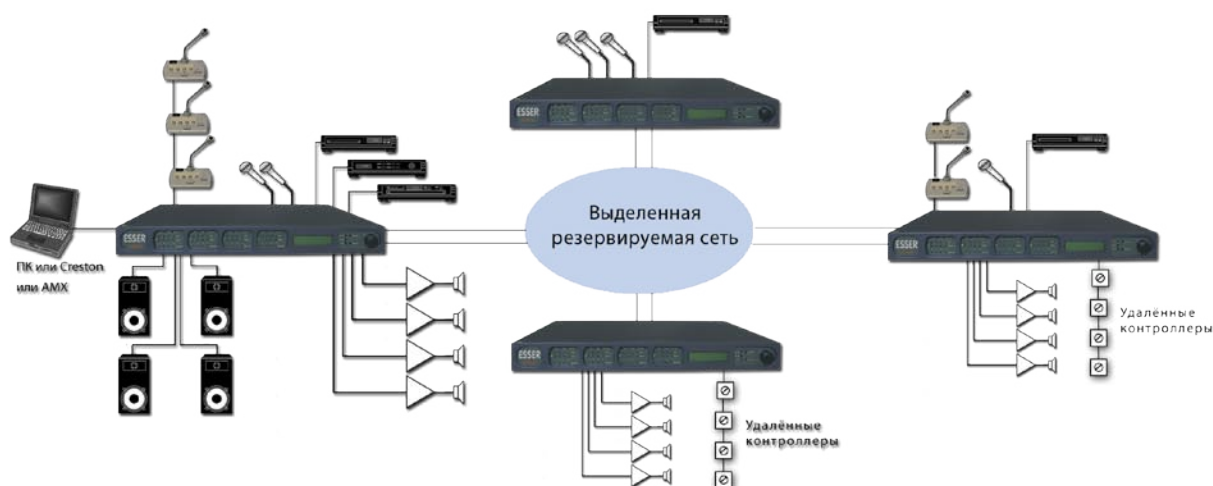 ESSER
Выделенная
резервируемая сеть
ESSER
ESSER
ПК или Creston
или AMX
Удалённые
контроллеры
ESSER
Удалённые
контроллеры